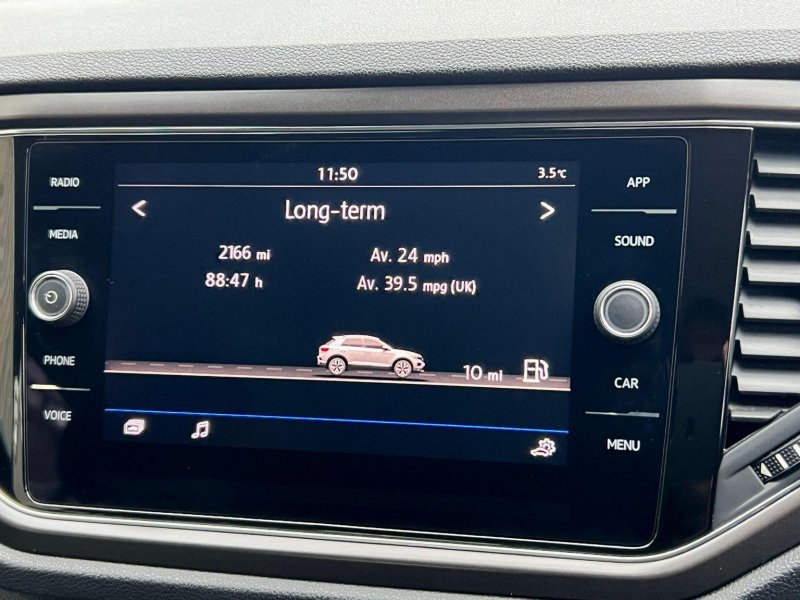 RADIO
MEDIA
PHONE
VOICE
11:50
3.5°C
< Long-term >
2166 mi
Av. 24 mph
88:47 h
Av. 39.5 mpg (UK)
10 mi
APP
SOUND
CAR
MENU